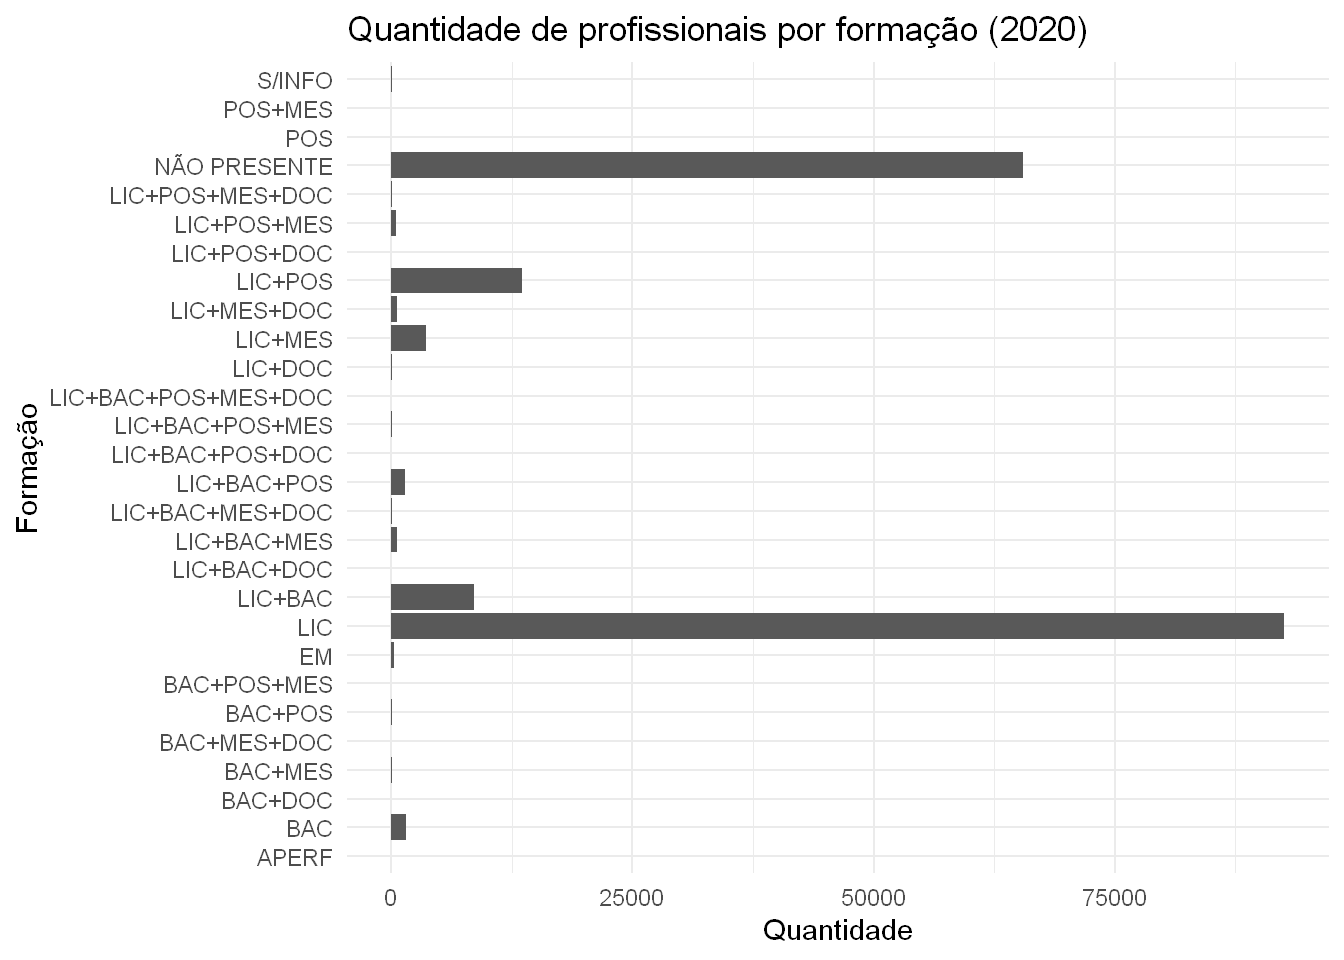 Quantidade de profissionais por formação (2020)
S/INFO
POS+MES
POS
NÃO PRESENTE
LIC+POS+MES+DOC
LIC+POS+MES
LIC+POS+DOC
LIC+POS
LIC+MES+DOC
LIC+MES
LIC+DOC
LIC+BAC+POS+MES+DOC
LIC+BAC+POS+MES
LIC+BAC+POS+DOC
LIC+BAC+POS
LIC+BAC+MES+DOC
LIC+BAC+MES
LIC+BAC+DOC
LIC+BAC
LIC
EM
BAC+POS+MES
BAC+POS
BAC+MES+DOC
BAC+MES
BAC+DOC
BAC
APERF
Formação
0 25000 50000 75000
Quantidade